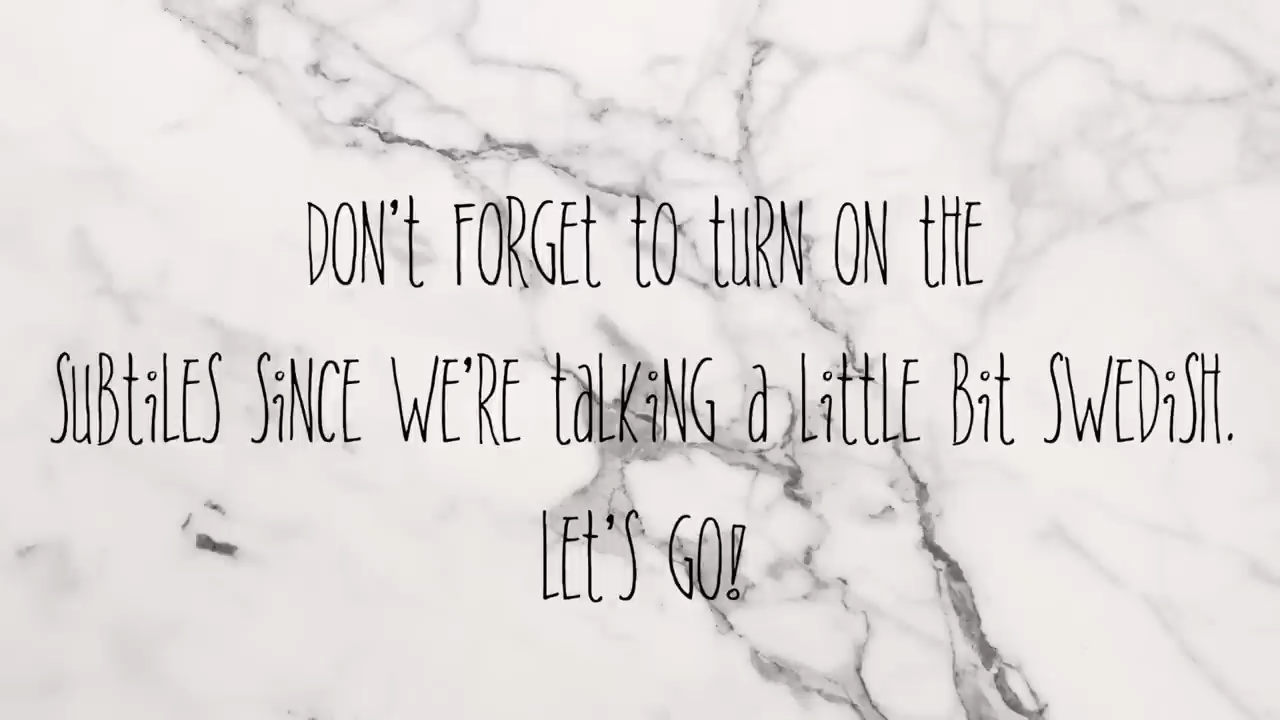 DON't FORGEt tO tuRN ON tHE
SuBtiLES SiNCE WE'RE taLKiNG a LittLE Bit SWEDiSH.
LEt'S GO!